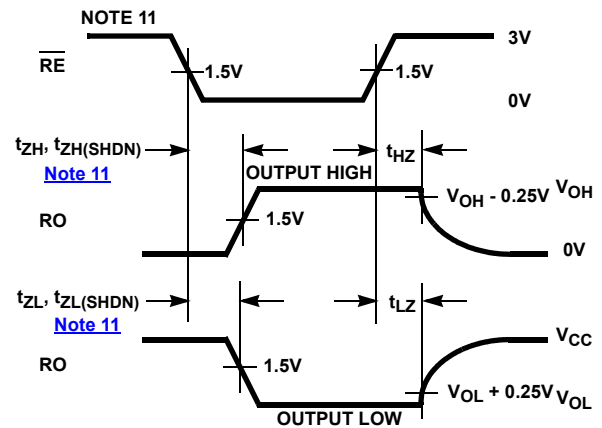 NOTE 11
3V
RE
1.5V
1.5V
0V
tZH, tZH(SHDN)
Note 11
tHZ
OUTPUT HIGH
VOH - 0.25V VOH
RO
1.5V
0V
tZL, tZL(SHDN)
Note 11
tLZ
VCC
RO
1.5V
VOL + 0.25V VOL
OUTPUT LOW